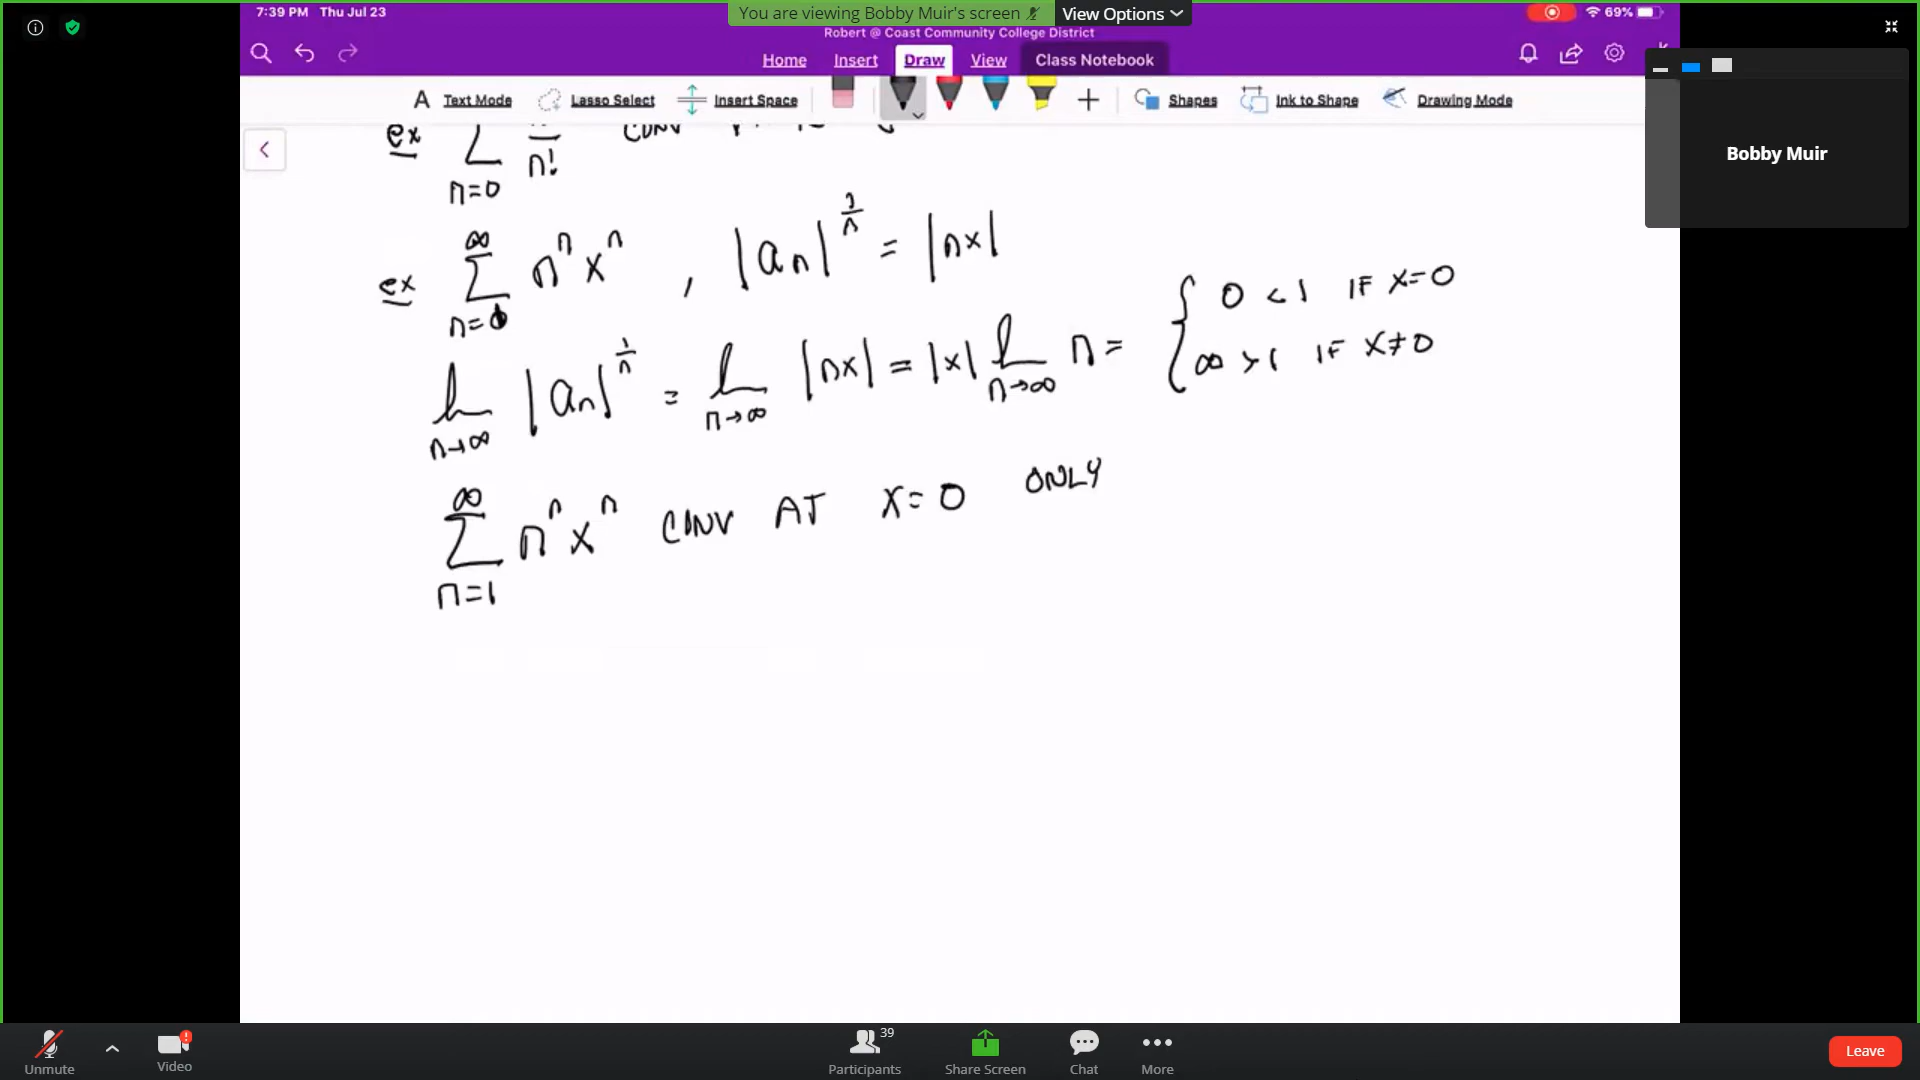 7:39 PM Thu Jul 23
You are viewing Bobby Muir's screen
View Options
69%
Robert @ Coast Community College District
Home Insert Draw View Class Notebook
A Text Mode Lasso Select Insert Space + Shapes Ink to Shape Drawing Mode
Bobby Muir
ex ∑ n=0 n! CONV
ex ∑ n=0 ∞ nⁿxⁿ , |aₙ|^(1/n) = |nx|
lim n→∞ |aₙ|^(1/n) = lim n→∞ |nx| = |x| lim n→∞ n = { 0 < 1 IF x=0
∞ > 1 IF x≠0
∑ n=1 ∞ nⁿxⁿ CONV AT x=0 ONLY
Unmute Video Participants 39 Share Screen Chat More Leave